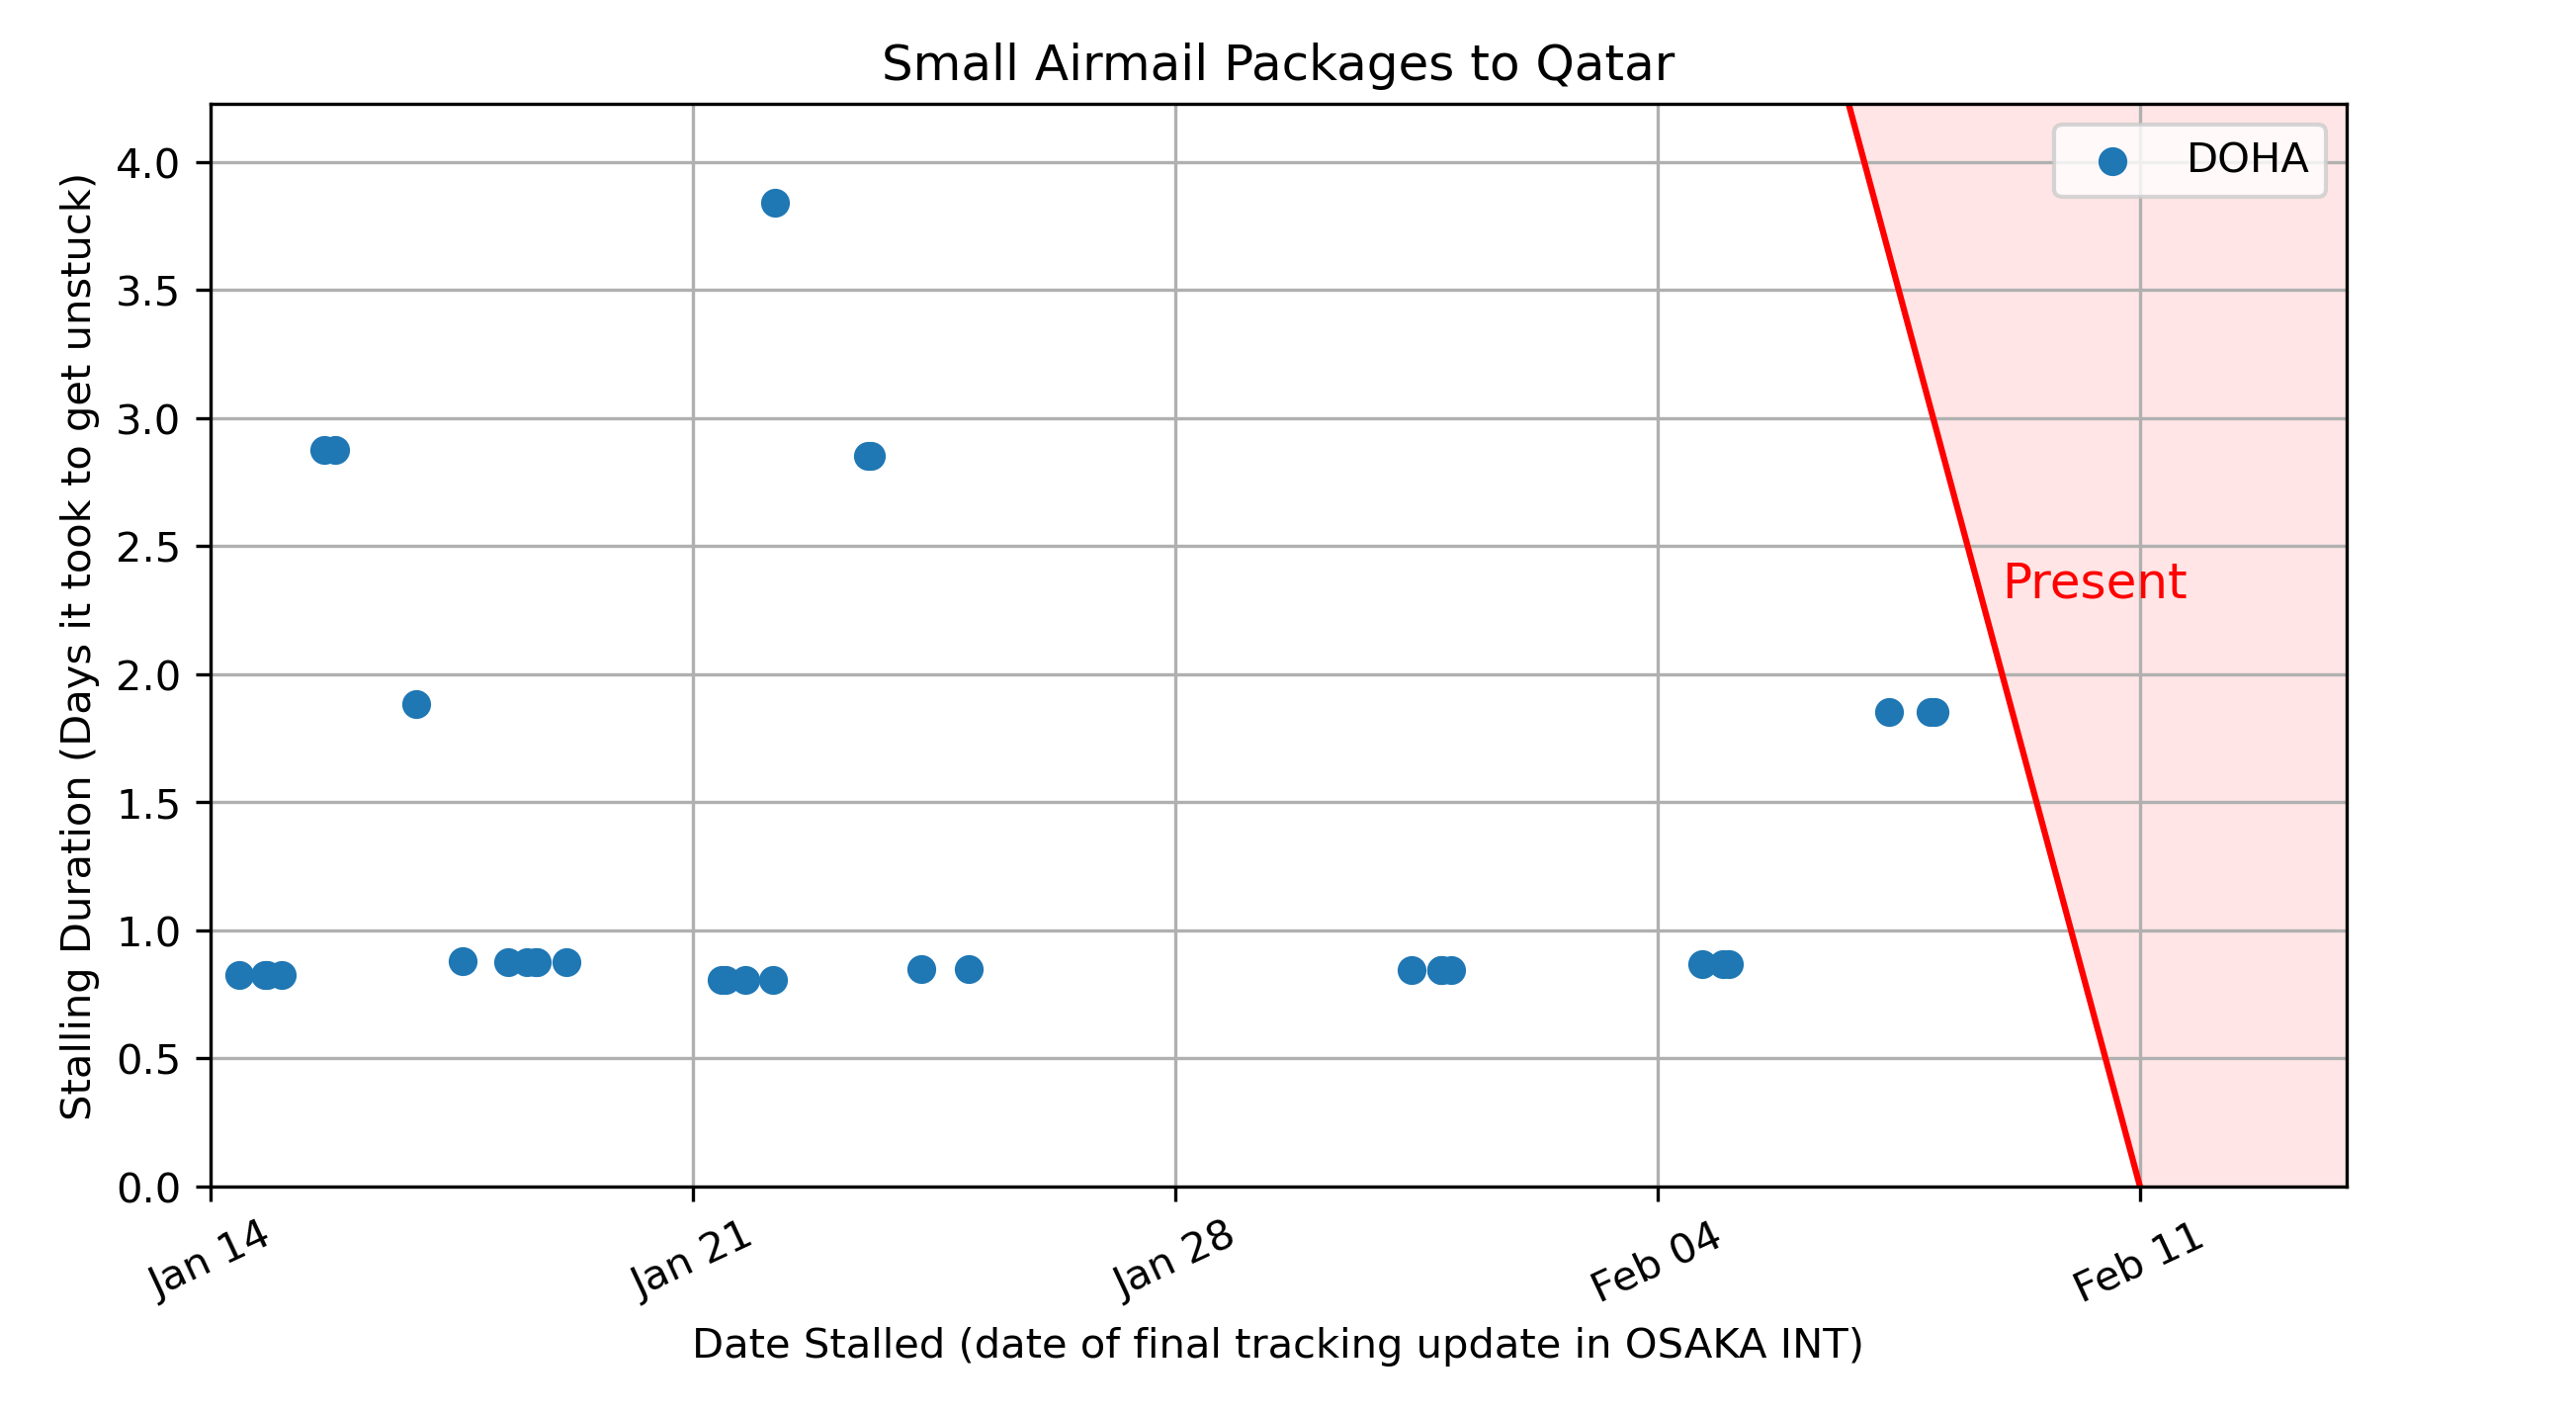 Small Airmail Packages to Qatar
DOHA
Present
Stalling Duration (Days it took to get unstuck)
4.0
3.5
3.0
2.5
2.0
1.5
1.0
0.5
0.0
Jan 14
Jan 21
Jan 28
Feb 04
Feb 11
Date Stalled (date of final tracking update in OSAKA INT)